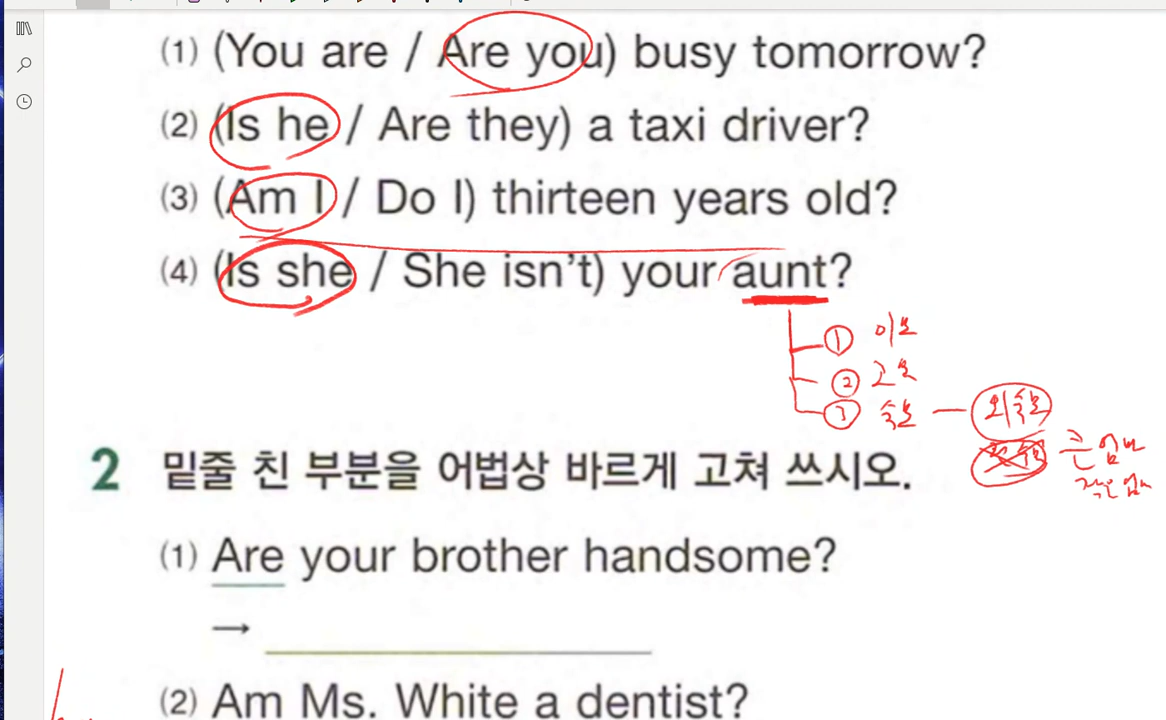 (1) (You are / Are you) busy tomorrow?
(2) (Is he / Are they) a taxi driver?
(3) (Am I / Do I) thirteen years old?
(4) (Is she / She isn't) your aunt?
① 이모
② 고모
③ 숙모 — 외숙모
큰엄마
작은엄마
2 밑줄 친 부분을 어법상 바르게 고쳐 쓰시오.
(1) Are your brother handsome?
→
(2) Am Ms. White a dentist?